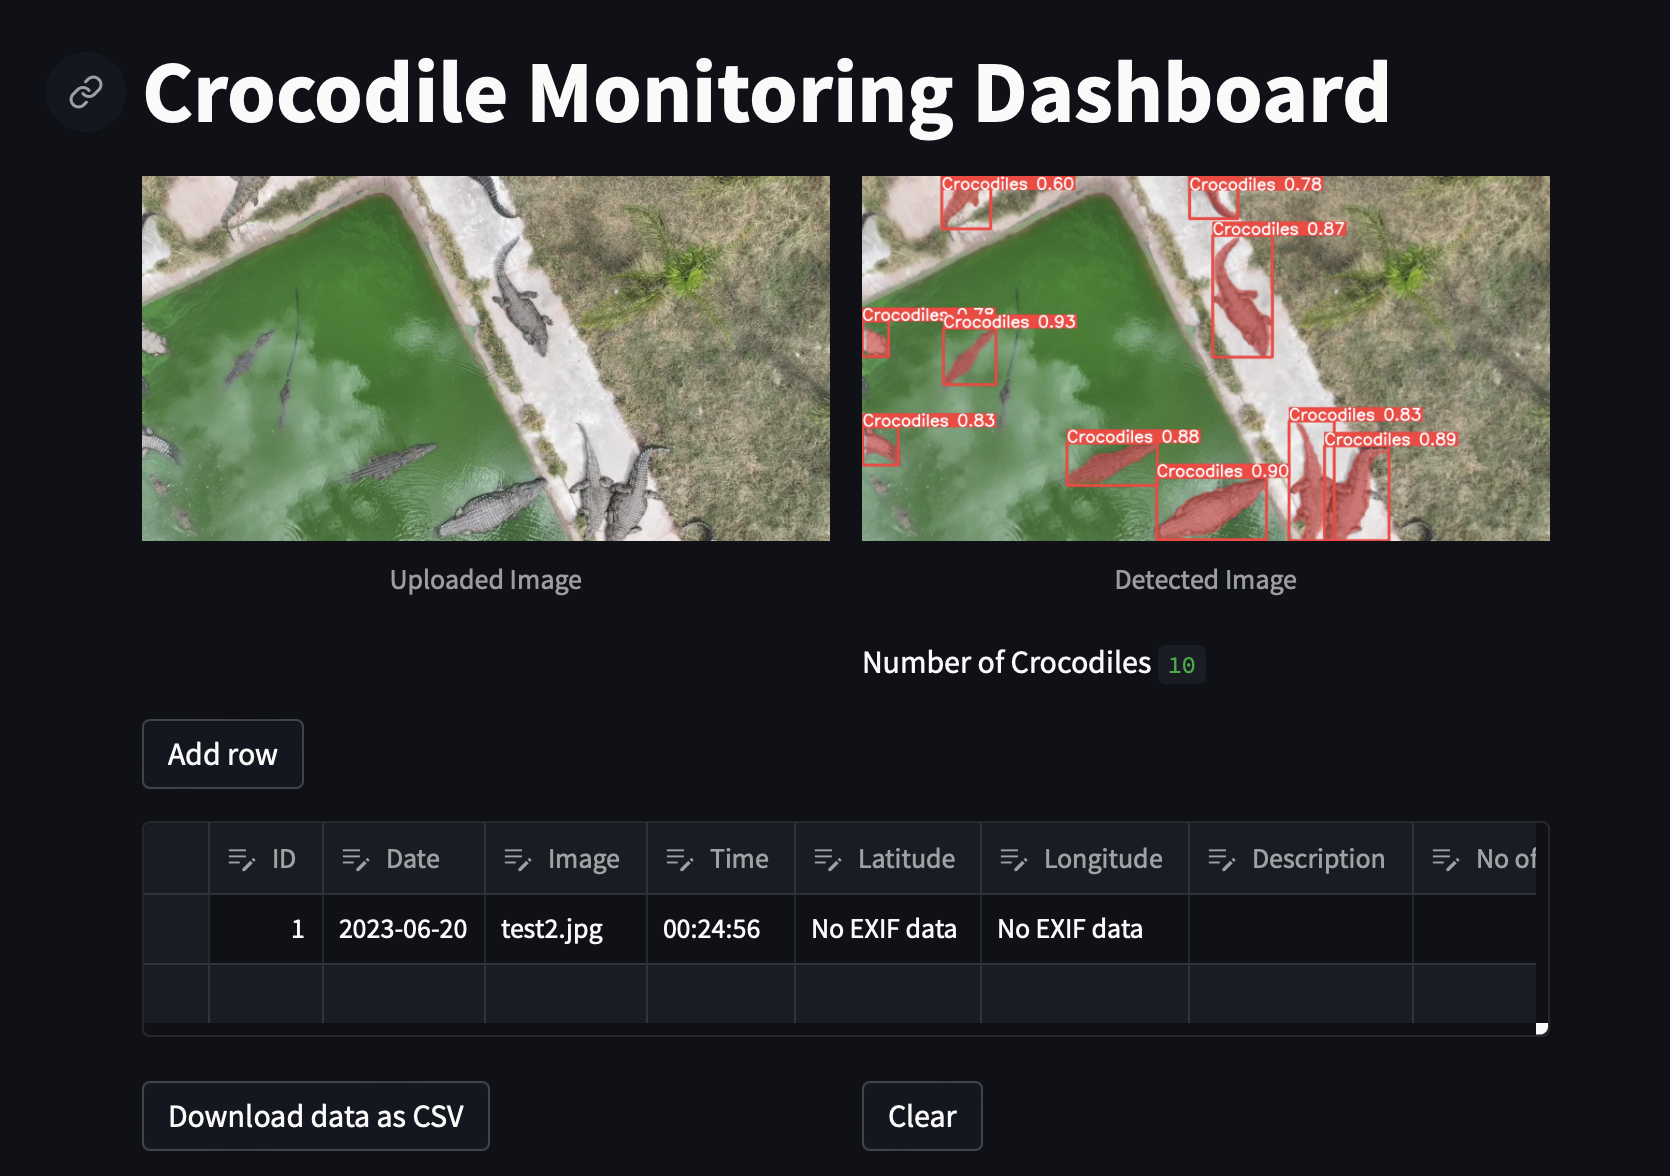 Crocodile Monitoring Dashboard
Crocodiles 0.60
Crocodiles 0.78
Crocodiles 0.87
Crocodiles 0.78
Crocodiles 0.93
Crocodiles 0.83
Crocodiles 0.88
Crocodiles 0.90
Crocodiles 0.83
Crocodiles 0.89
Uploaded Image
Detected Image
Number of Crocodiles 10
Add row
ID Date Image Time Latitude Longitude Description No of
1 2023-06-20 test2.jpg 00:24:56 No EXIF data No EXIF data
Download data as CSV
Clear